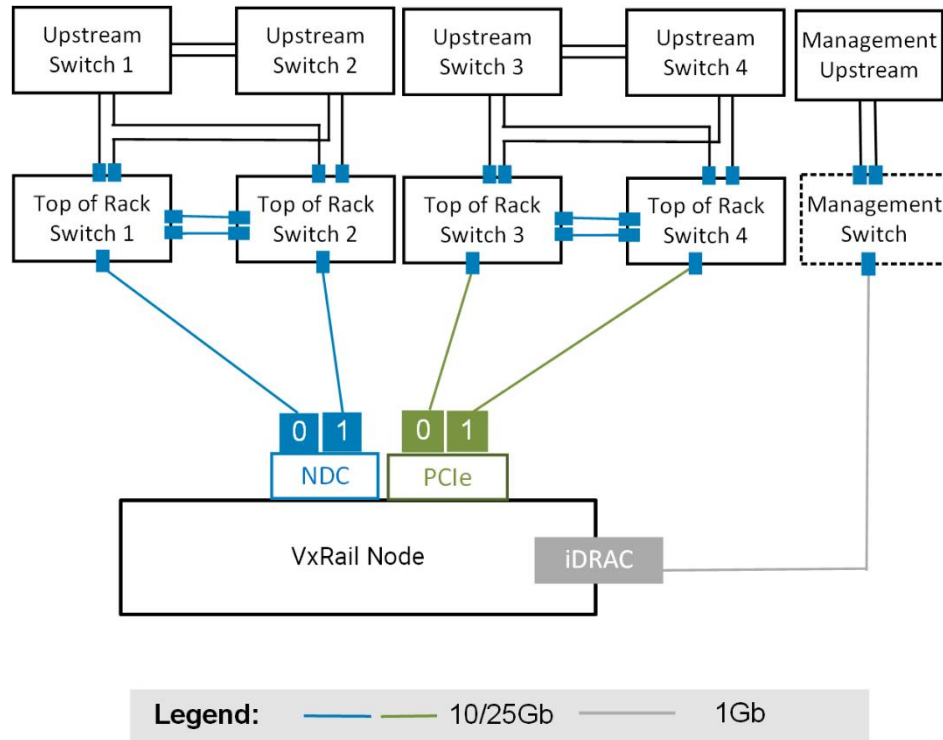 Upstream
Switch 1
Upstream
Switch 2
Upstream
Switch 3
Upstream
Switch 4
Management
Upstream
Top of Rack
Switch 1
Top of Rack
Switch 2
Top of Rack
Switch 3
Top of Rack
Switch 4
Management
Switch
0
1
0
1
NDC
PCIe
VxRail Node
iDRAC
Legend:
10/25Gb
1Gb